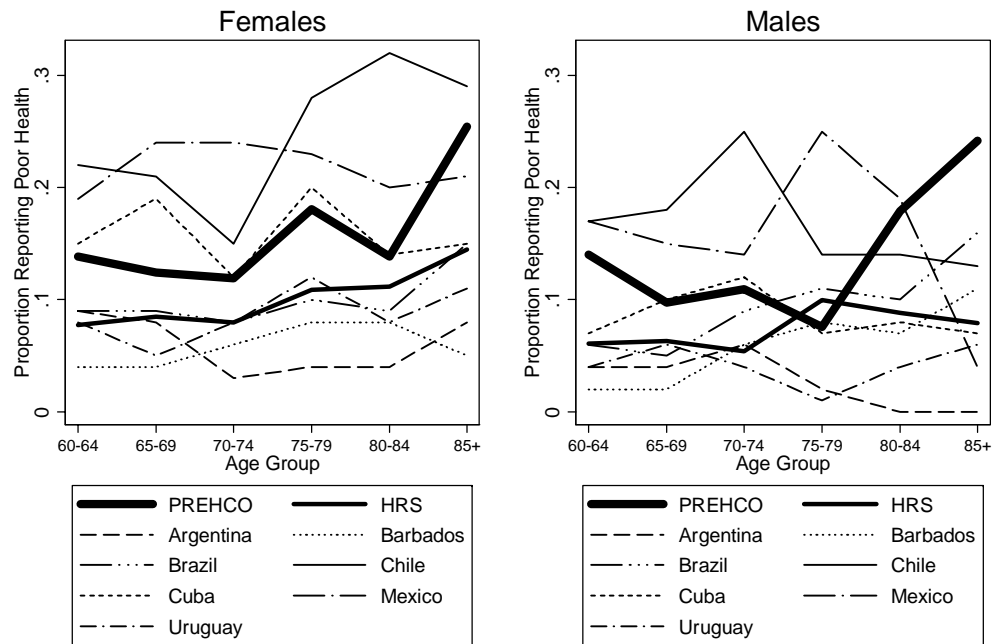 Females
Proportion Reporting Poor Health
0
.1
.2
.3
60-64 65-69 70-74 75-79 80-84 85+
Age Group
PREHCO HRS
Argentina Barbados
Brazil Chile
Cuba Mexico
Uruguay
Males
Proportion Reporting Poor Health
0
.1
.2
.3
60-64 65-69 70-74 75-79 80-84 85+
Age Group
PREHCO HRS
Argentina Barbados
Brazil Chile
Cuba Mexico
Uruguay